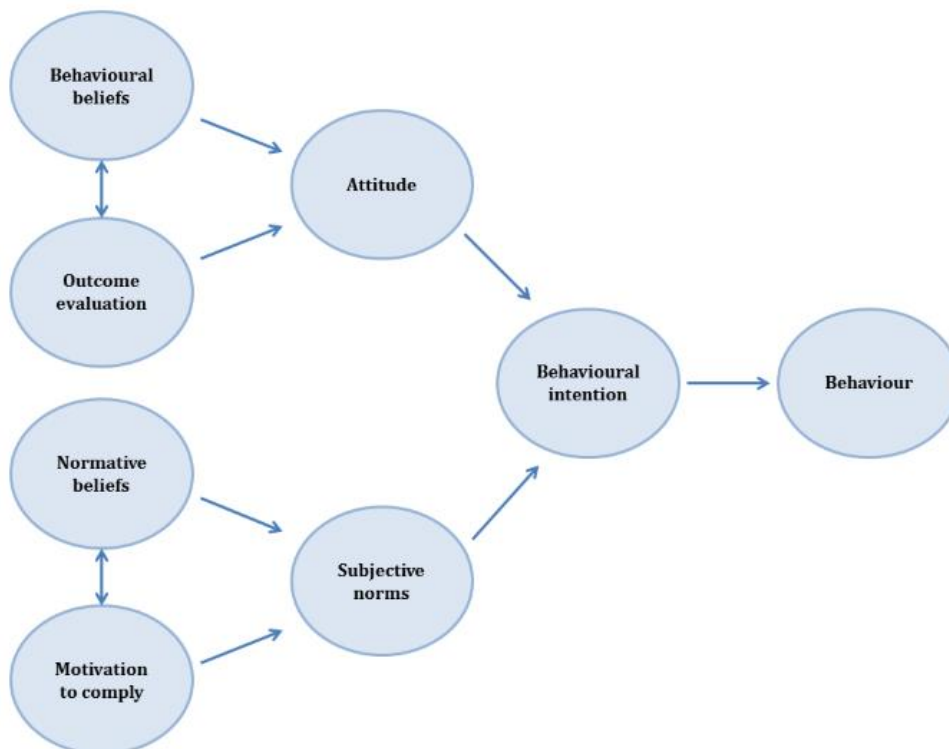 Behavioural
beliefs
Attitude
Outcome
evaluation
Behavioural
intention
Behaviour
Normative
beliefs
Subjective
norms
Motivation
to comply